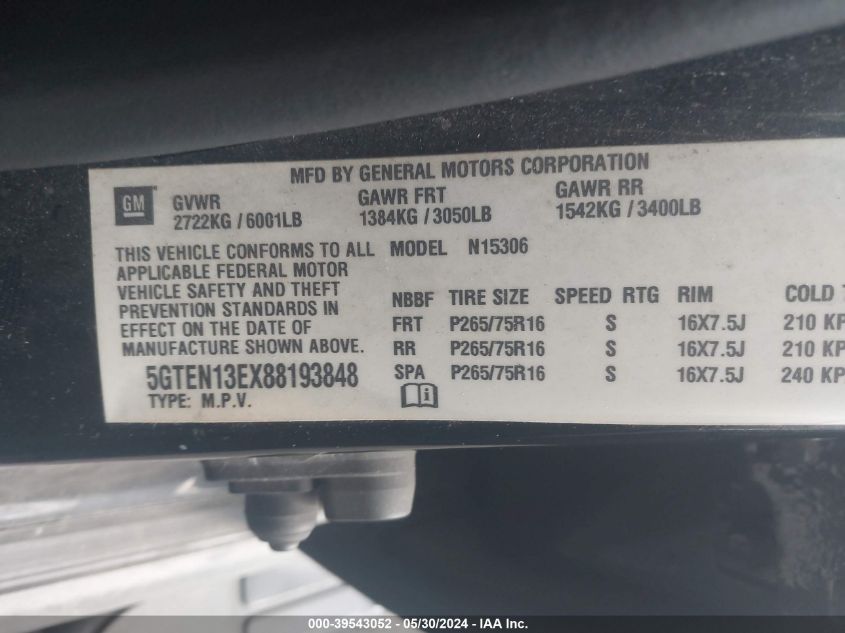 MFD BY GENERAL MOTORS CORPORATION
GM
GVWR GAWR FRT GAWR RR
2722KG / 6001LB 1384KG / 3050LB 1542KG / 3400LB
THIS VEHICLE CONFORMS TO ALL
APPLICABLE FEDERAL MOTOR
VEHICLE SAFETY AND THEFT
PREVENTION STANDARDS IN
EFFECT ON THE DATE OF
MANUFACTURE SHOWN ABOVE.
5GTEN13EX88193848
TYPE: M.P.V.
MODEL N15306
NBBF TIRE SIZE SPEED RTG RIM COLD
FRT P265/75R16 S 16X7.5J 210
RR P265/75R16 S 16X7.5J 210
SPA P265/75R16 S 16X7.5J 240
i
000-39543052 - 05/30/2024 - IAA Inc.